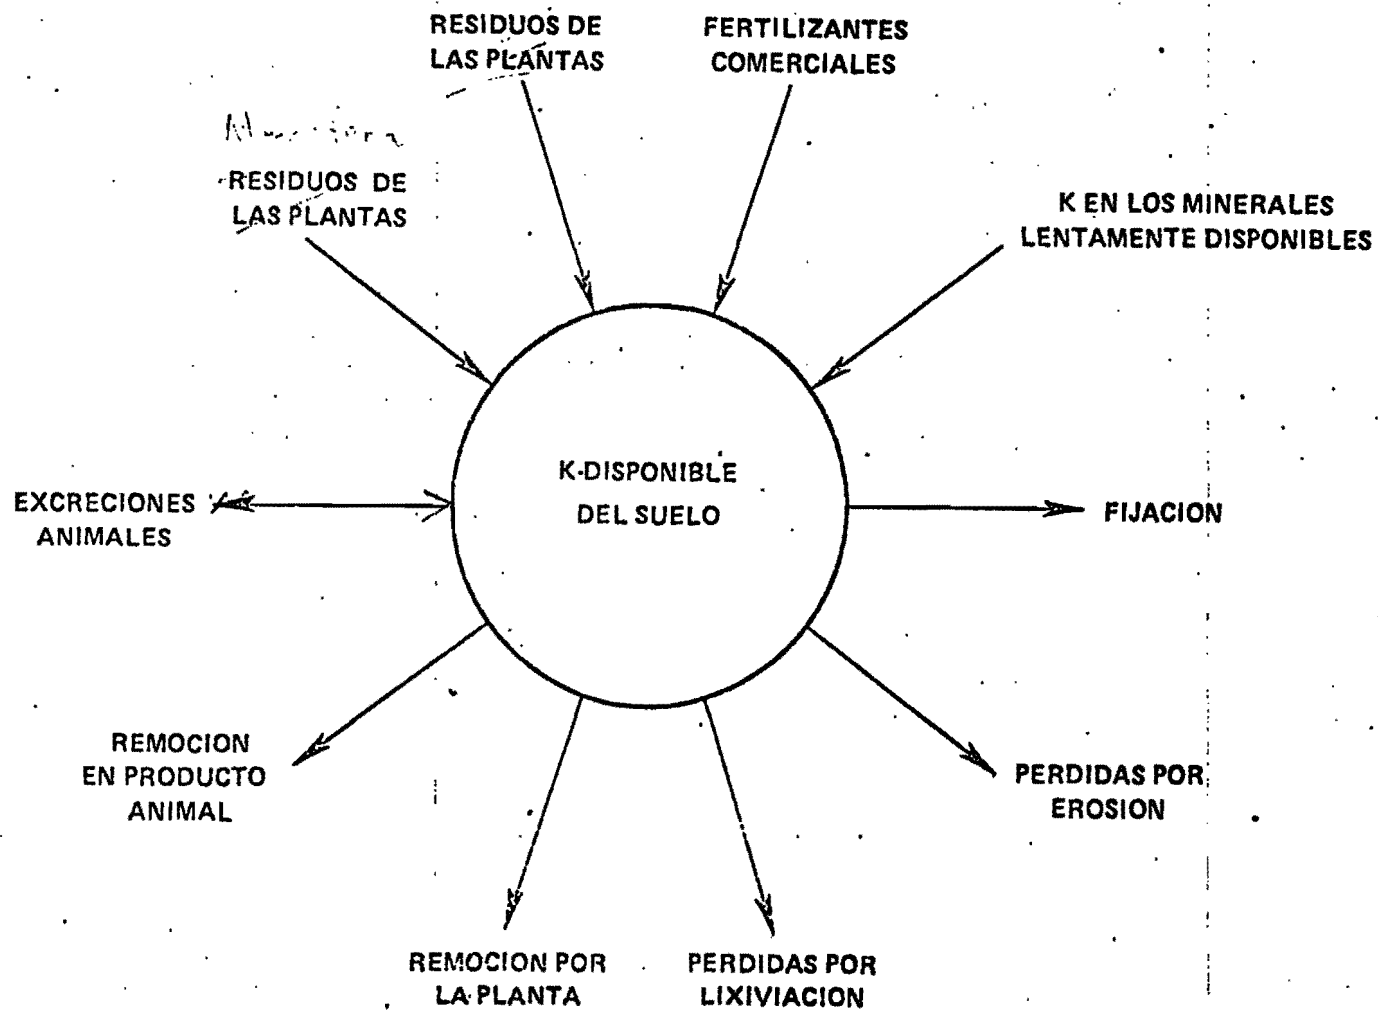 RESIDUOS DE
LAS PLANTAS
FERTILIZANTES
COMERCIALES
RESIDUOS DE
LAS PLANTAS
K EN LOS MINERALES
LENTAMENTE DISPONIBLES
K-DISPONIBLE
DEL SUELO
EXCRECIONES
ANIMALES
FIJACION
REMOCION
EN PRODUCTO
ANIMAL
PERDIDAS POR
EROSION
REMOCION POR
LA PLANTA
PERDIDAS POR
LIXIVIACION